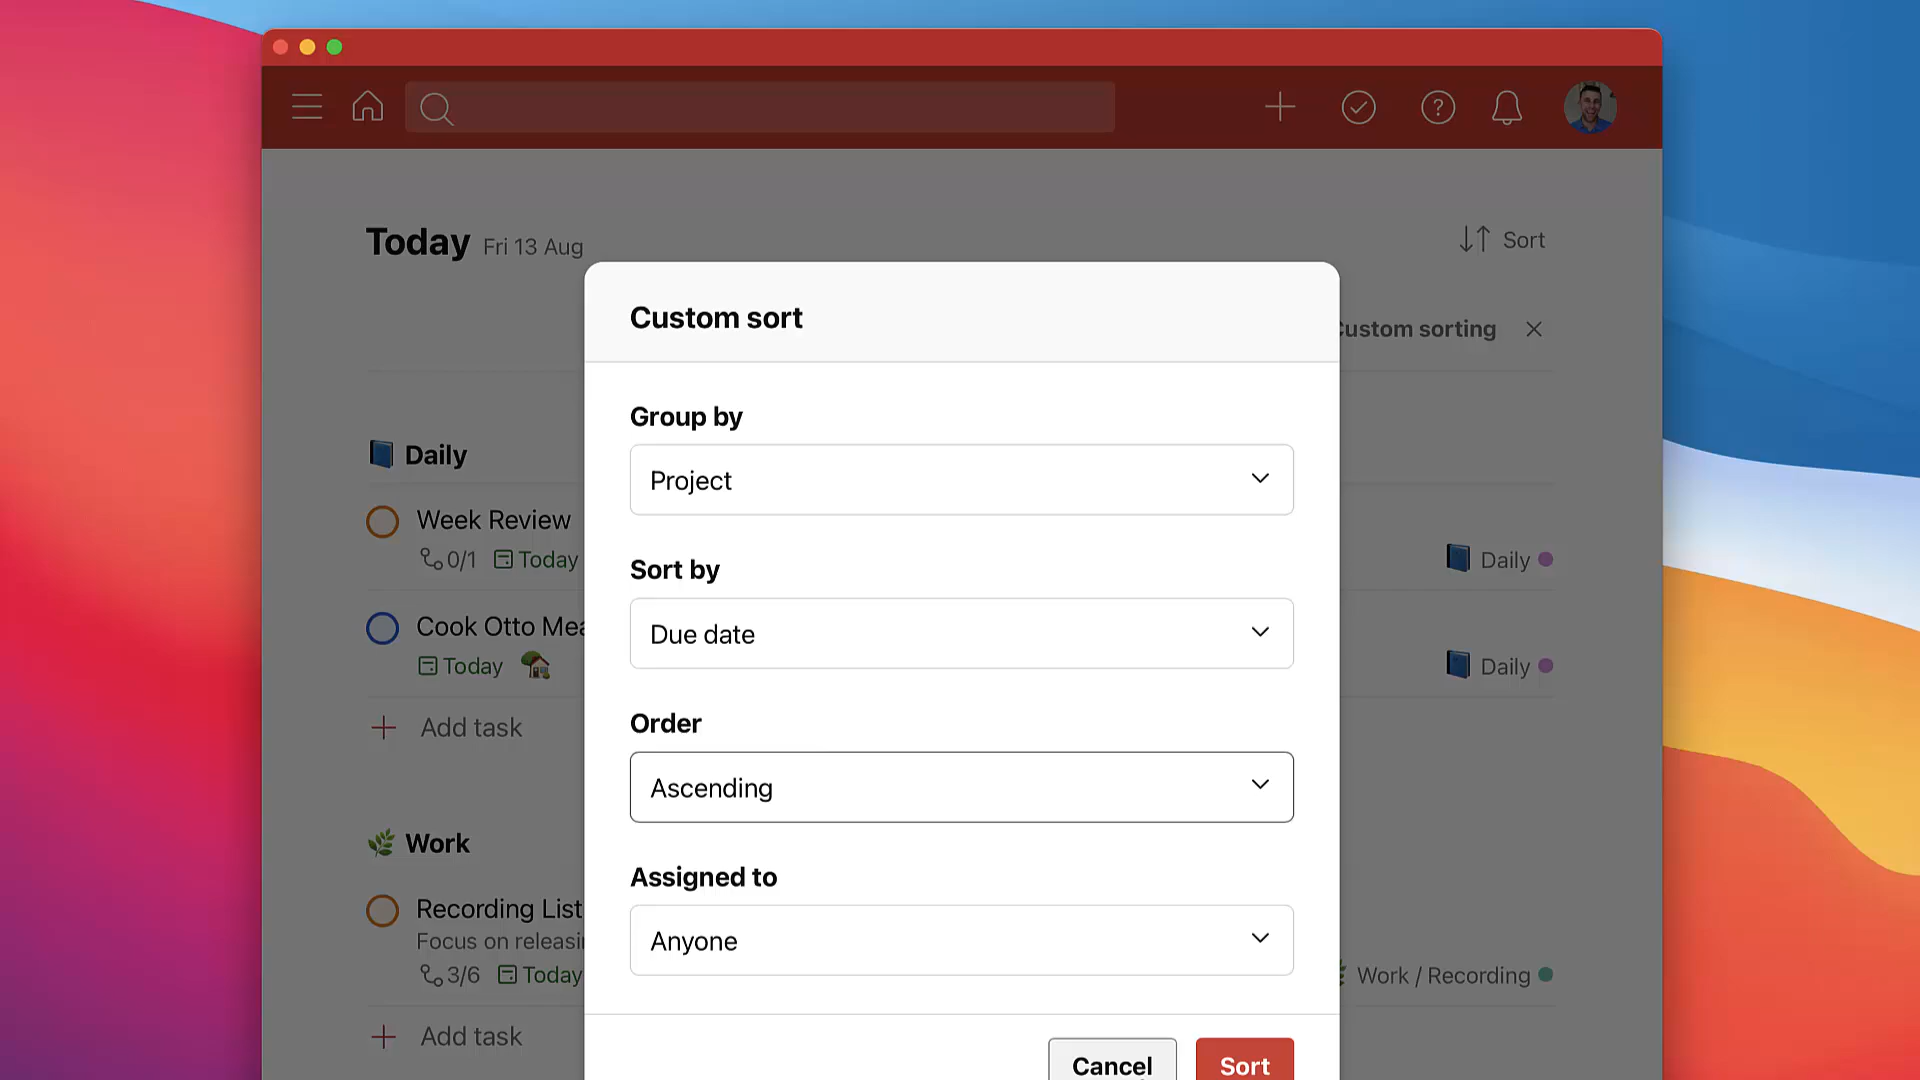 Today Fri 13 Aug
Sort
Custom sort
ustom sorting
Group by
Project
Daily
Sort by
Week Review
0/1 Today
Daily
Due date
Cook Otto Mea
Today
Daily
Order
Add task
Ascending
Work
Assigned to
Recording List
Focus on releasi
Anyone
3/6 Today
Work / Recording
Add task
Cancel
Sort